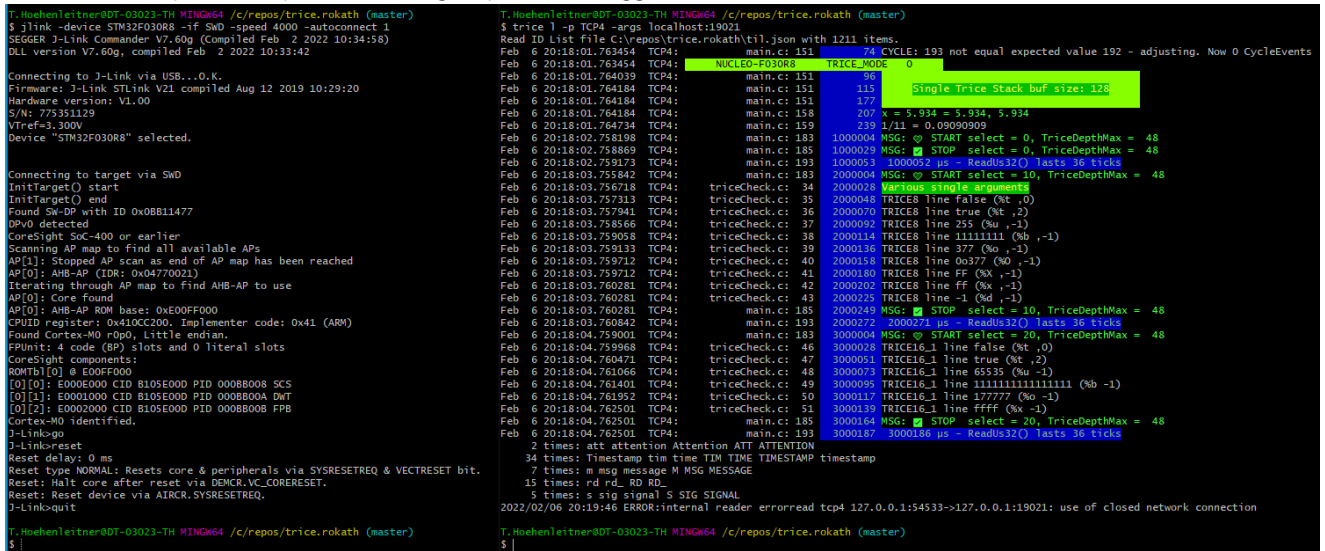 T.Hoehenleitner@DT-03023-TH MINGW64 /c/repos/trice.rokath (master)
$ jlink -device STM32F030R8 -if SWD -speed 4000 -autoconnect 1
SEGGER J-Link Commander V7.60g (Compiled Feb  2 2022 10:34:58)
DLL version V7.60g, compiled Feb  2 2022 10:33:42
Connecting to J-Link via USB...O.K.
Firmware: J-Link STLink V21 compiled Aug 12 2019 10:29:20
Hardware version: V1.00
S/N: 775351129
VTref=3.300V
Device "STM32F030R8" selected.
Connecting to target via SWD
InitTarget() start
InitTarget() end
Found SW-DP with ID 0x0BB11477
DPv0 detected
CoreSight SoC-400 or earlier
Scanning AP map to find all available APs
AP[1]: Stopped AP scan as end of AP map has been reached
AP[0]: AHB-AP (IDR: 0x04770021)
Iterating through AP map to find AHB-AP to use
AP[0]: Core found
AP[0]: AHB-AP ROM base: 0xE00FF000
CPUID register: 0x410CC200. Implementer code: 0x41 (ARM)
Found Cortex-M0 r0p0, Little endian.
FPUnit: 4 code (BP) slots and 0 literal slots
CoreSight components:
ROMTbl[0] @ E00FF000
[0][0]: E000E000 CID B105E00D PID 000BB008 SCS
[0][1]: E0001000 CID B105E00D PID 000BB00A DWT
[0][2]: E0002000 CID B105E00D PID 000BB00B FPB
Cortex-M0 identified.
J-Link>go
J-Link>reset
Reset delay: 0 ms
Reset type NORMAL: Resets core & peripherals via SYSRESETREQ & VECTRESET bit.
Reset: Halt core after reset via DEMCR.VC_CORERESET.
Reset: Reset device via AIRCR.SYSRESETREQ.
J-Link>quit
T.Hoehenleitner@DT-03023-TH MINGW64 /c/repos/trice.rokath (master)
$
T.Hoehenleitner@DT-03023-TH MINGW64 /c/repos/trice.rokath (master)
$ trice l -p TCP4 -args localhost:19021
Read ID List file C:\repos\trice.rokath\til.json with 1211 items.
Feb  6 20:18:01.763454  TCP4:            main.c: 151       74 CYCLE: 193 not equal expected value 192 - adjusting. Now 0 CycleEvents
Feb  6 20:18:01.763454  TCP4:       NUCLEO-F030R8     TRICE_MODE   0
Feb  6 20:18:01.764039  TCP4:            main.c: 151       96
Feb  6 20:18:01.764184  TCP4:            main.c: 151      115     Single Trice Stack buf size: 128
Feb  6 20:18:01.764184  TCP4:            main.c: 151      177
Feb  6 20:18:01.764184  TCP4:            main.c: 158      207 x = 5.934 = 5.934, 5.934
Feb  6 20:18:01.764734  TCP4:            main.c: 159      239 1/11 = 0.09090909
Feb  6 20:18:02.758198  TCP4:            main.c: 183  1000004 MSG: 💚 START select = 0, TriceDepthMax =  48
Feb  6 20:18:02.758869  TCP4:            main.c: 185  1000029 MSG: ✅ STOP  select = 0, TriceDepthMax =  48
Feb  6 20:18:02.759173  TCP4:            main.c: 193  1000053  1000052 µs - ReadUs32() lasts 36 ticks
Feb  6 20:18:03.755842  TCP4:            main.c: 183  2000004 MSG: 💚 START select = 10, TriceDepthMax =  48
Feb  6 20:18:03.756718  TCP4:      triceCheck.c:  34  2000028 Various single arguments
Feb  6 20:18:03.757313  TCP4:      triceCheck.c:  35  2000048 TRICE8 line false (%t ,0)
Feb  6 20:18:03.757941  TCP4:      triceCheck.c:  36  2000070 TRICE8 line true (%t ,2)
Feb  6 20:18:03.758566  TCP4:      triceCheck.c:  37  2000092 TRICE8 line 255 (%u ,-1)
Feb  6 20:18:03.759058  TCP4:      triceCheck.c:  38  2000114 TRICE8 line 11111111 (%b ,-1)
Feb  6 20:18:03.759133  TCP4:      triceCheck.c:  39  2000136 TRICE8 line 377 (%o ,-1)
Feb  6 20:18:03.759712  TCP4:      triceCheck.c:  40  2000158 TRICE8 line 0o377 (%O ,-1)
Feb  6 20:18:03.759712  TCP4:      triceCheck.c:  41  2000180 TRICE8 line FF (%X ,-1)
Feb  6 20:18:03.760281  TCP4:      triceCheck.c:  42  2000202 TRICE8 line ff (%x ,-1)
Feb  6 20:18:03.760281  TCP4:      triceCheck.c:  43  2000225 TRICE8 line -1 (%d ,-1)
Feb  6 20:18:03.760281  TCP4:            main.c: 185  2000249 MSG: ✅ STOP  select = 10, TriceDepthMax =  48
Feb  6 20:18:03.760842  TCP4:            main.c: 193  2000272  2000271 µs - ReadUs32() lasts 36 ticks
Feb  6 20:18:04.759001  TCP4:            main.c: 183  3000004 MSG: 💚 START select = 20, TriceDepthMax =  48
Feb  6 20:18:04.759968  TCP4:      triceCheck.c:  46  3000028 TRICE16_1 line false (%t ,0)
Feb  6 20:18:04.760471  TCP4:      triceCheck.c:  47  3000051 TRICE16_1 line true (%t ,2)
Feb  6 20:18:04.761066  TCP4:      triceCheck.c:  48  3000073 TRICE16_1 line 65535 (%u -1)
Feb  6 20:18:04.761401  TCP4:      triceCheck.c:  49  3000095 TRICE16_1 line 1111111111111111 (%b -1)
Feb  6 20:18:04.761952  TCP4:      triceCheck.c:  50  3000117 TRICE16_1 line 177777 (%o -1)
Feb  6 20:18:04.762501  TCP4:      triceCheck.c:  51  3000139 TRICE16_1 line ffff (%x -1)
Feb  6 20:18:04.762501  TCP4:            main.c: 185  3000164 MSG: ✅ STOP  select = 20, TriceDepthMax =  48
Feb  6 20:18:04.762501  TCP4:            main.c: 193  3000187  3000186 µs - ReadUs32() lasts 36 ticks
2 times: att attention Attention ATT ATTENTION
34 times: Timestamp tim time TIM TIME TIMESTAMP timestamp
7 times: m msg message M MSG MESSAGE
15 times: rd rd_ RD RD_
5 times: s sig signal S SIG SIGNAL
2022/02/06 20:19:46 ERROR:internal reader errorread tcp4 127.0.0.1:54533->127.0.0.1:19021: use of closed network connection
T.Hoehenleitner@DT-03023-TH MINGW64 /c/repos/trice.rokath (master)
$